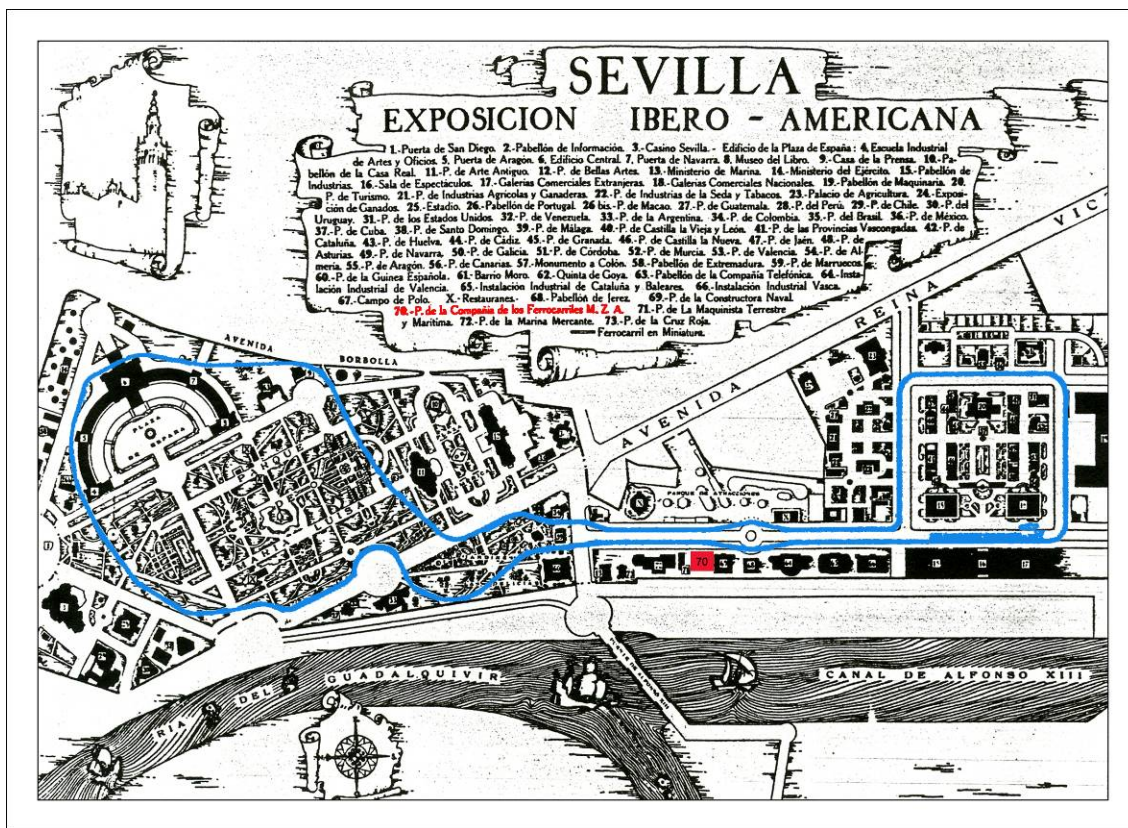 SEVILLA
EXPOSICION IBERO - AMERICANA
1.-Puerta de San Diego. 2.-Pabellón de Información. 3.-Casino Sevilla.- Edificio de la Plaza de España: 4, Escuela Industrial
de Artes y Oficios. 5, Puerta de Aragón. 6, Edificio Central. 7, Puerta de Navarra. 8, Museo del Libro. 9.-Casa de la Prensa. 10.-Pa-
bellón de la Casa Real. 11.-P. de Arte Antiguo. 12.-P. de Bellas Artes. 13.-Ministerio de Marina. 14.-Ministerio del Ejército. 15.-Pabellón de
Industrias. 16.-Sala de Espectáculos. 17.-Galerías Comerciales Extranjeras. 18.-Galerías Comerciales Nacionales. 19.-Pabellón de Maquinaria. 20.
P. de Turismo. 21.-P. de Industrias Agrícolas y Ganaderas. 22.-P. de Industrias de la Seda y Tabacos. 23.-Palacio de Agricultura. 24.-Exposi-
ción de Ganados. 25.-Estadio. 26.-Pabellón de Portugal. 26 bis.-P. de Macao. 27.-P. de Guatemala. 28.-P. del Perú. 29.-P. de Chile. 30.-P. del
Uruguay. 31.-P. de los Estados Unidos. 32.-P. de Venezuela. 33.-P. de la Argentina. 34.-P. de Colombia. 35.-P. del Brasil. 36.-P. de México.
37.-P. de Cuba. 38.-P. de Santo Domingo. 39.-P. de Málaga. 40.-P. de Castilla la Vieja y León. 41.-P. de las Provincias Vascongadas. 42.-P. de
Cataluña. 43.-P. de Huelva. 44.-P. de Cádiz. 45.-P. de Granada. 46.-P. de Castilla la Nueva. 47.-P. de Jaén. 48.-P. de
Asturias. 49.-P. de Navarra. 50.-P. de Galicia. 51.-P. de Córdoba. 52.-P. de Murcia. 53.-P. de Valencia. 54.-P. de Al-
mería. 55.-P. de Aragón. 56.-P. de Canarias. 57.-Monumento a Colón. 58.-Pabellón de Extremadura. 59.-P. de Marruecos.
60.-P. de la Guinea Española. 61.-Barrio Moro. 62.-Quinta de Goya. 63.-Pabellón de la Compañía Telefónica. 64.-Insta-
lación Industrial de Valencia. 65.-Instalación Industrial de Cataluña y Baleares. 66.-Instalación Industrial Vasca.
67.-Campo de Polo. X.-Restauranes.- 68.-Pabellón de Jerez. 69.-P. de la Constructora Naval.
70.-P. de la Compañía de los Ferrocarriles M. Z. A. 71.-P. de La Maquinista Terrestre
y Marítima. 72.-P. de la Marina Mercante. 73.-P. de la Cruz Roja.
Ferrocarril en Miniatura.
AVENIDA REINA VIC
AVENIDA BORBOLLA
PLAZA
ESPAÑA
PARQUE
PARQUE DE ATRACCIONES
70
RIA DEL GUADALQUIVIR
CANAL DE ALFONSO XIII